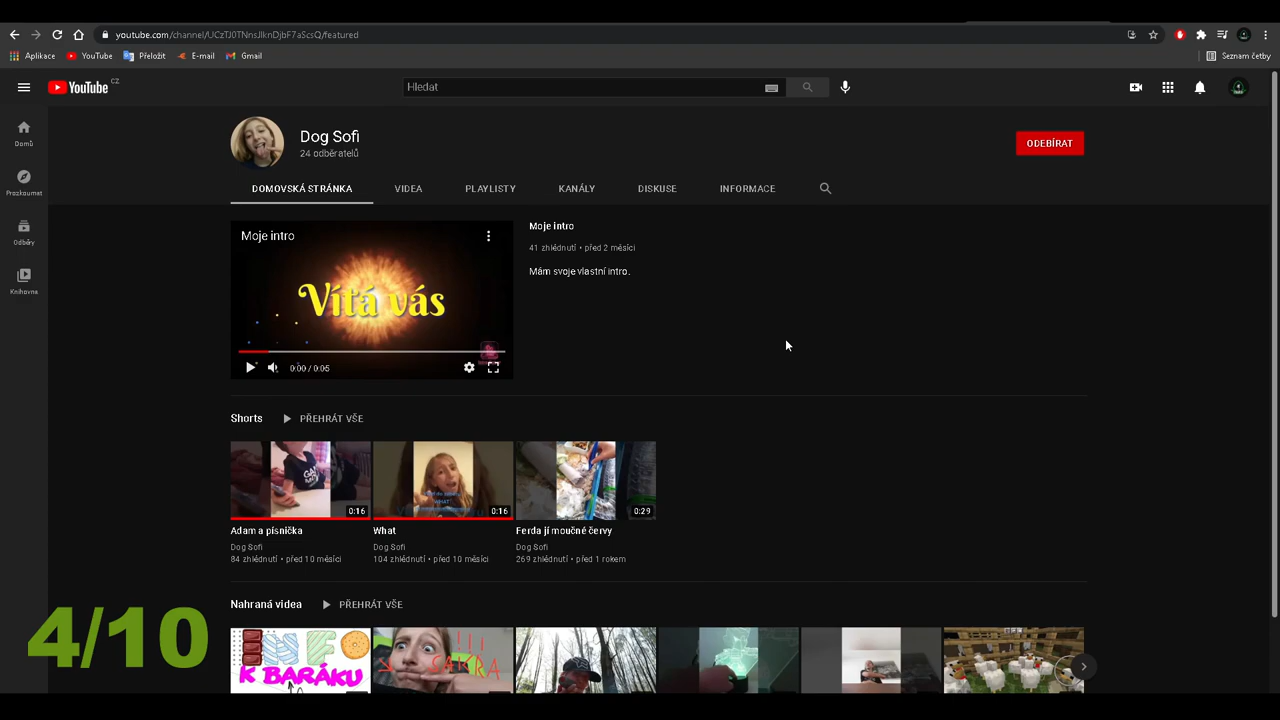 youtube.com/channel/UCzTJ0TNnsJlknDjbF7aScsQ/featured
Aplikace YouTube Přeložit E-mail Gmail Seznam četby
YouTube CZ Hledat
Domů
Prozkoumat
Odběry
Knihovna
Dog Sofi
24 odběratelů
ODEBÍRAT
DOMOVSKÁ STRÁNKA VIDEA PLAYLISTY KANÁLY DISKUSE INFORMACE
Moje intro
Vítá vás
0:00 / 0:05
Moje intro
41 zhlédnutí • před 2 měsíci
Mám svoje vlastní intro.
Shorts PŘEHRÁT VŠE
0:16 0:16 0:29
Adam a písnička What Ferda jí moučné červy
Dog Sofi Dog Sofi Dog Sofi
84 zhlédnutí • před 10 měsíci 104 zhlédnutí • před 10 měsíci 269 zhlédnutí • před 1 rokem
Nahraná videa PŘEHRÁT VŠE
K BARÁKU
!!!
SAKRA
4/10